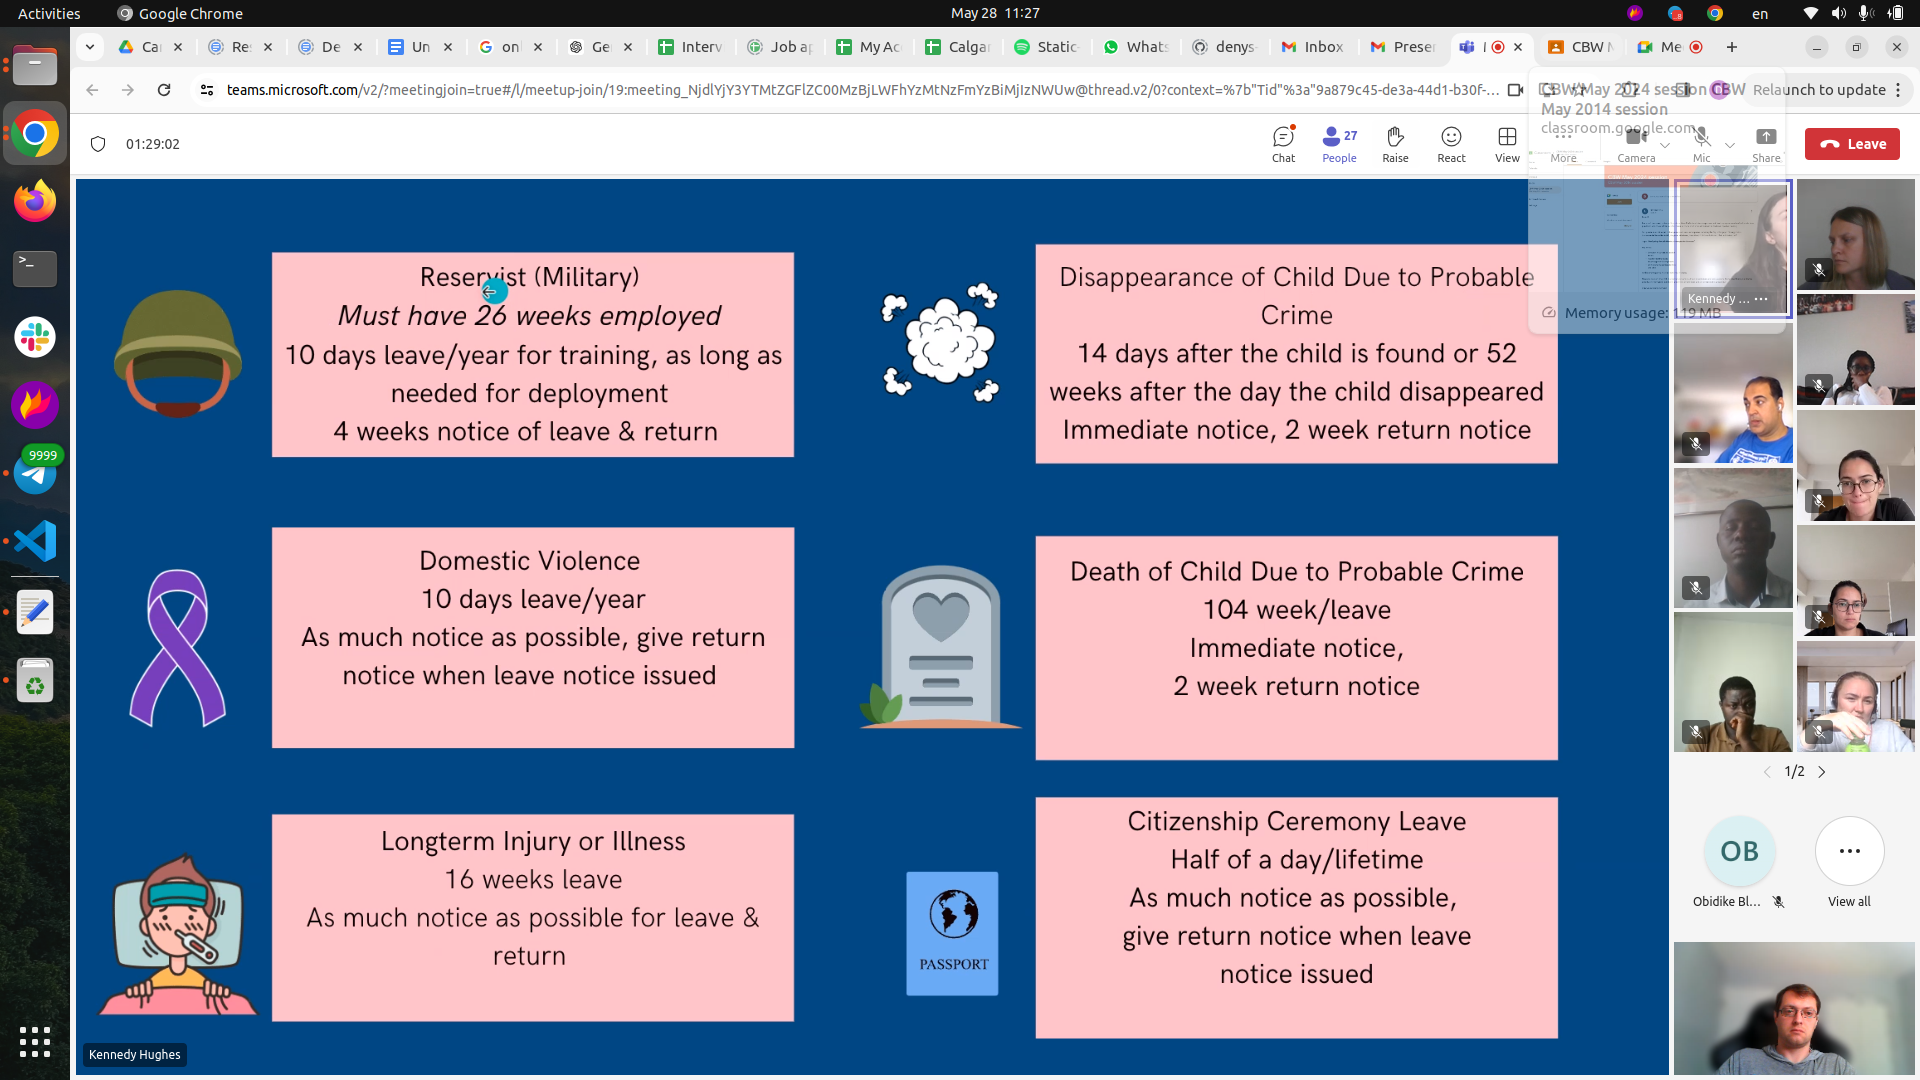 Activities
Google Chrome
May 28 11:27
en
Ca
Re
De
Un
on
Ge
Interv
Job a
My Ac
Calga
Static
Whats
denys-
Inbox
Preser
CBW M
Me
teams.microsoft.com/v2/?meetingjoin=true#/l/meetup-join/19:meeting_NjdlYjY3YTMtZGFlZC00MzBjLWFhYzMtNzFmYzBiMjIzNWUw@thread.v2/0?context=%7b"Tid"%3a"9a879c45-de3a-44d1-b30f-...
Relaunch to update
CBW May 2024 session CBW
May 2014 session
classroom.google.com
Memory usage: 119 MB
01:29:02
27
Chat
People
Raise
React
View
More
Camera
Mic
Share
Leave
Reservist (Military)
Must have 26 weeks employed
10 days leave/year for training, as long as
needed for deployment
4 weeks notice of leave & return
Disappearance of Child Due to Probable
Crime
14 days after the child is found or 52
weeks after the day the child disappeared
Immediate notice, 2 week return notice
Domestic Violence
10 days leave/year
As much notice as possible, give return
notice when leave notice issued
Death of Child Due to Probable Crime
104 week/leave
Immediate notice,
2 week return notice
Longterm Injury or Illness
16 weeks leave
As much notice as possible for leave &
return
PASSPORT
Citizenship Ceremony Leave
Half of a day/lifetime
As much notice as possible,
give return notice when leave
notice issued
Kennedy Hughes
Kennedy ...
1/2
OB
Obidike Bl...
View all
9999